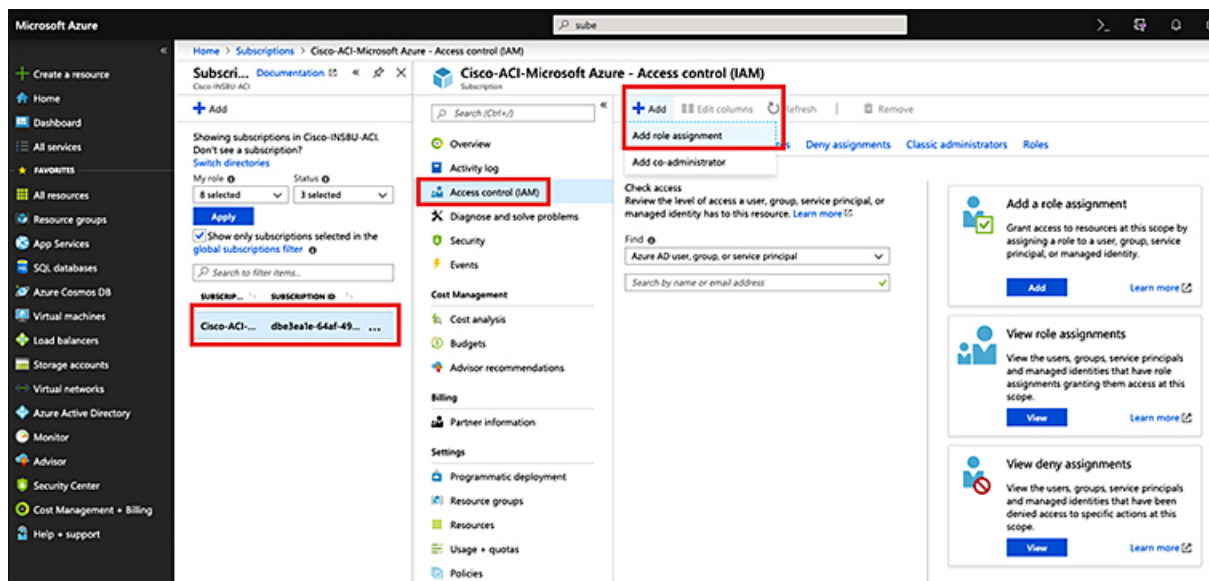 Microsoft Azure
sube
Home > Subscriptions > Cisco-ACI-Microsoft Azure - Access control (IAM)
Create a resource
Home
Dashboard
All services
FAVORITES
All resources
Resource groups
App Services
SQL databases
Azure Cosmos DB
Virtual machines
Load balancers
Storage accounts
Virtual networks
Azure Active Directory
Monitor
Advisor
Security Center
Cost Management + Billing
Help + support
Subscri... Documentation
Cisco INSBU-ACI
Add
Showing subscriptions in Cisco-INSBU-ACI.
Don't see a subscription?
Switch directories
My role Status
8 selected 3 selected
Apply
Show only subscriptions selected in the
global subscriptions filter
Search to filter items...
SUBSCRIP... SUBSCRIPTION ID
Cisco-ACI-... dbe3ea1e-64af-49... ...
Cisco-ACI-Microsoft Azure - Access control (IAM)
Subscription
Search (Ctrl+/)
Overview
Activity log
Access control (IAM)
Diagnose and solve problems
Security
Events
Cost Management
Cost analysis
Budgets
Advisor recommendations
Billing
Partner information
Settings
Programmatic deployment
Resource groups
Resources
Usage + quotas
Policies
Add Edit columns Refresh Remove
Add role assignment
Add co-administrator
Deny assignments Classic administrators Roles
Check access
Review the level of access a user, group, service principal, or
managed identity has to this resource. Learn more
Find
Azure AD user, group, or service principal
Search by name or email address
Add a role assignment
Grant access to resources at this scope by
assigning a role to a user, group, service
principal, or managed identity.
Add Learn more
View role assignments
View the users, groups, service principals
and managed identities that have role
assignments granting them access at this
scope.
View Learn more
View deny assignments
View the users, groups, service principals
and managed identities that have been
denied access to specific actions at this
scope.
View Learn more